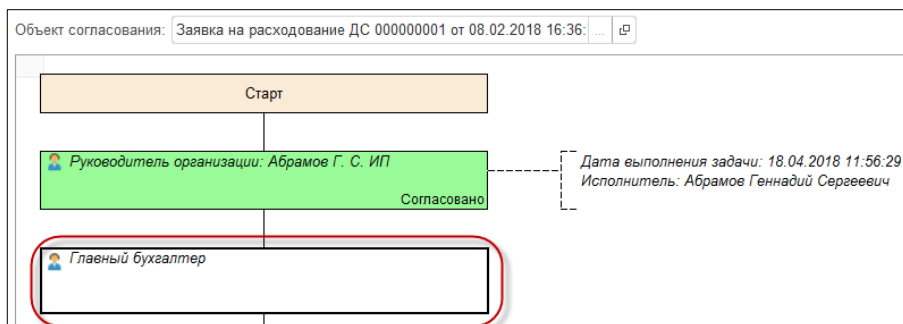 Объект согласования: Заявка на расходование ДС 000000001 от 08.02.2018 16:36: ...
Старт
Руководитель организации: Абрамов Г. С. ИП
Согласовано
Дата выполнения задачи: 18.04.2018 11:56:29
Исполнитель: Абрамов Геннадий Сергеевич
Главный бухгалтер